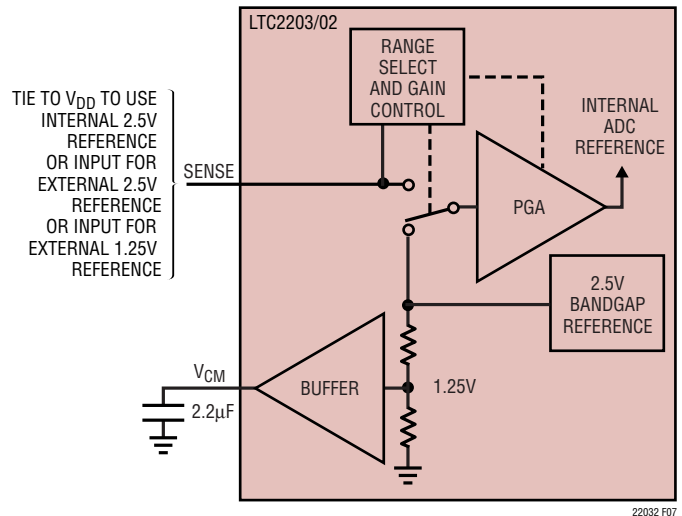 LTC2203/02
RANGE
SELECT
AND GAIN
CONTROL
TIE TO VDD TO USE
INTERNAL 2.5V
REFERENCE
OR INPUT FOR
EXTERNAL 2.5V
REFERENCE
OR INPUT FOR
EXTERNAL 1.25V
REFERENCE
SENSE
INTERNAL
ADC
REFERENCE
PGA
2.5V
BANDGAP
REFERENCE
VCM
BUFFER
1.25V
2.2μF
22032 F07